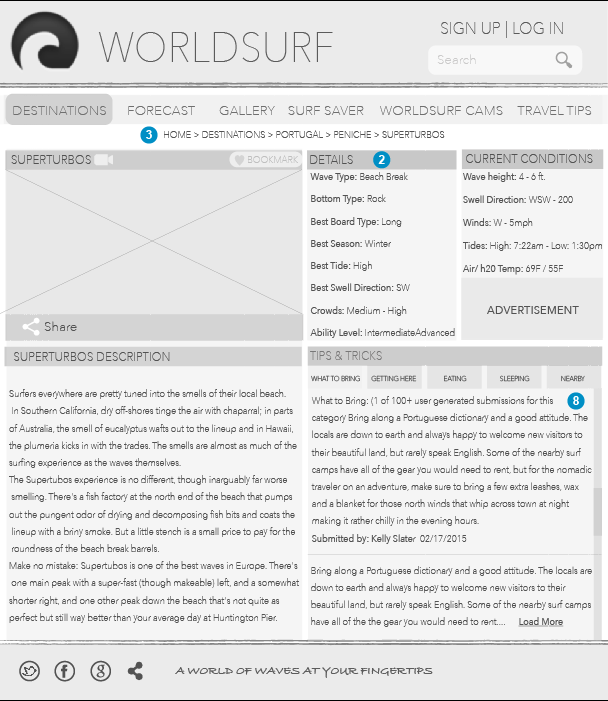 WORLDSURF
SIGN UP | LOG IN
Search
DESTINATIONS FORECAST GALLERY SURF SAVER WORLDSURF CAMS TRAVEL TIPS
3 HOME > DESTINATIONS > PORTUGAL > PENICHE > SUPERTURBOS
SUPERTURBOS BOOKMARK
Share
DETAILS 2
Wave Type: Beach Break
Bottom Type: Rock
Best Board Type: Long
Best Season: Winter
Best Tide: High
Best Swell Direction: SW
Crowds: Medium - High
Ability Level: IntermediateAdvanced
CURRENT CONDITIONS
Wave height: 4 - 6 ft.
Swell Direction: WSW - 200
Winds: W - 5mph
Tides: High: 7:22am - Low: 1:30pm
Air/ h20 Temp: 69F / 55F
ADVERTISEMENT
SUPERTURBOS DESCRIPTION
Surfers everywhere are pretty tuned into the smells of their local beach.
In Southern California, dry off-shores tinge the air with chaparral; in parts
of Australia, the smell of eucalyptus wafts out to the lineup and in Hawaii,
the plumeria kicks in with the trades. The smells are almost as much of the
surfing experience as the waves themselves.
The Supertubos experience is no different, though inarguably far worse
smelling. There's a fish factory at the north end of the beach that pumps
out the pungent odor of drying and decomposing fish bits and coats the
lineup with a briny smoke. But a little stench is a small price to pay for the
roundness of the beach break barrels.
Make no mistake: Supertubos is one of the best waves in Europe. There's
one main peak with a super-fast (though makeable) left, and a somewhat
shorter right, and one other peak down the beach that's not quite as
perfect but still way better than your average day at Huntington Pier.
TIPS & TRICKS
WHAT TO BRING GETTING HERE EATING SLEEPING NEARBY
What to Bring: (1 of 100+ user generated submissions for this 8
category Bring along a Portuguese dictionary and a good attitude. The
locals are down to earth and always happy to welcome new visitors to
their beautiful land, but rarely speak English. Some of the nearby surf
camps have all of the gear you would need to rent, but for the nomadic
traveler on an adventure, make sure to bring a few extra leashes, wax
and a blanket for those north winds that whip across town at night
making it rather chilly in the evening hours.
Submitted by: Kelly Slater 02/17/2015
Bring along a Portuguese dictionary and a good attitude. The locals are
down to earth and always happy to welcome new visitors to their
beautiful land, but rarely speak English. Some of the nearby surf camps
have all of the the gear you would need to rent.... Load More
A WORLD OF WAVES AT YOUR FINGERTIPS